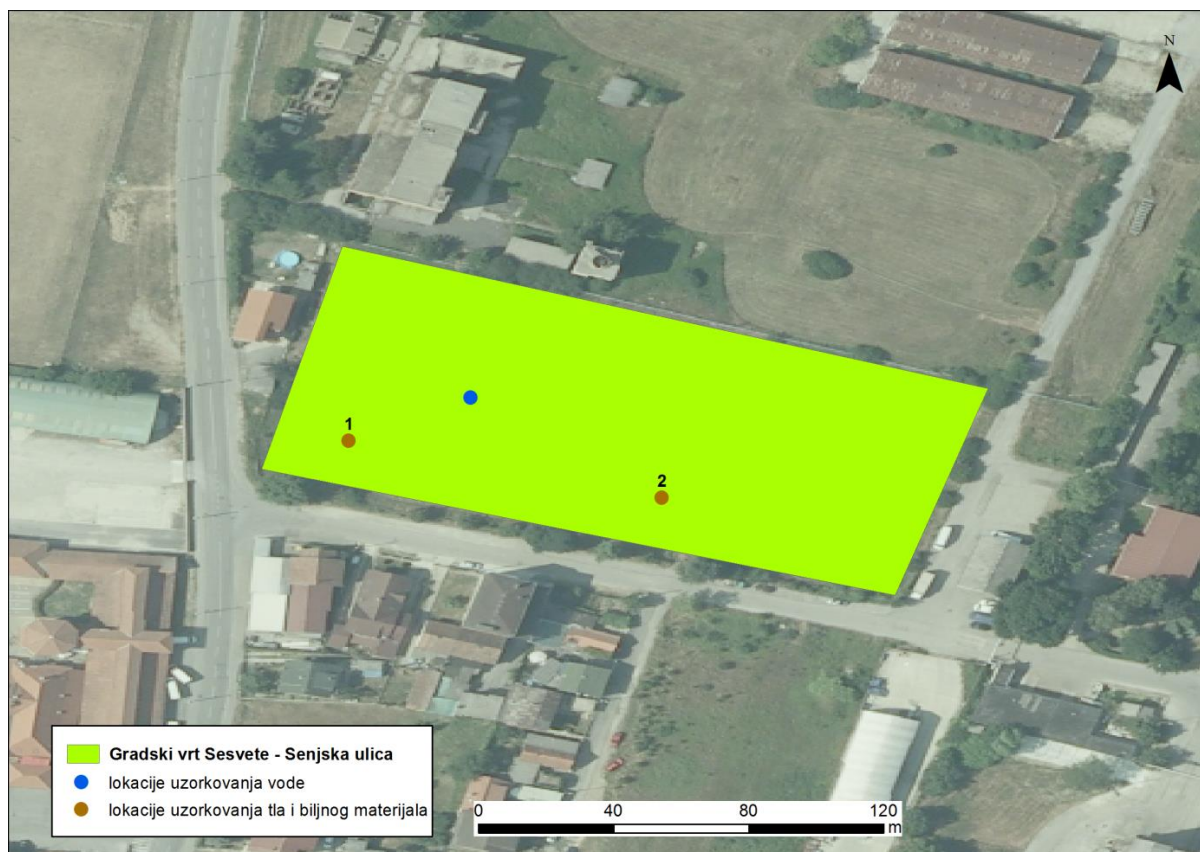 N
1
2
Gradski vrt Sesvete - Senjska ulica
lokacije uzorkovanja vode
lokacije uzorkovanja tla i biljnog materijala
0 40 80 120
m